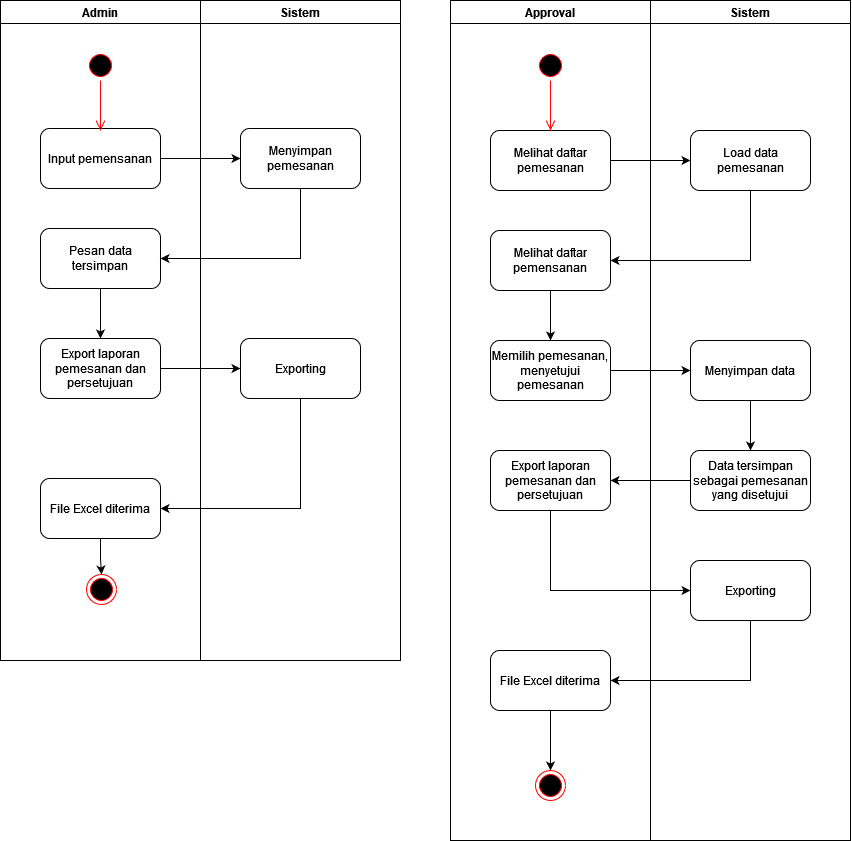 Admin
Sistem
Input pemensanan
Menyimpan
pemesanan
Pesan data
tersimpan
Export laporan
pemesanan dan
persetujuan
Exporting
File Excel diterima
Approval
Sistem
Melihat daftar
pemesanan
Load data
pemesanan
Melihat daftar
pemensanan
Memilih pemesanan,
menyetujui
pemesanan
Menyimpan data
Export laporan
pemesanan dan
persetujuan
Data tersimpan
sebagai pemesanan
yang disetujui
Exporting
File Excel diterima